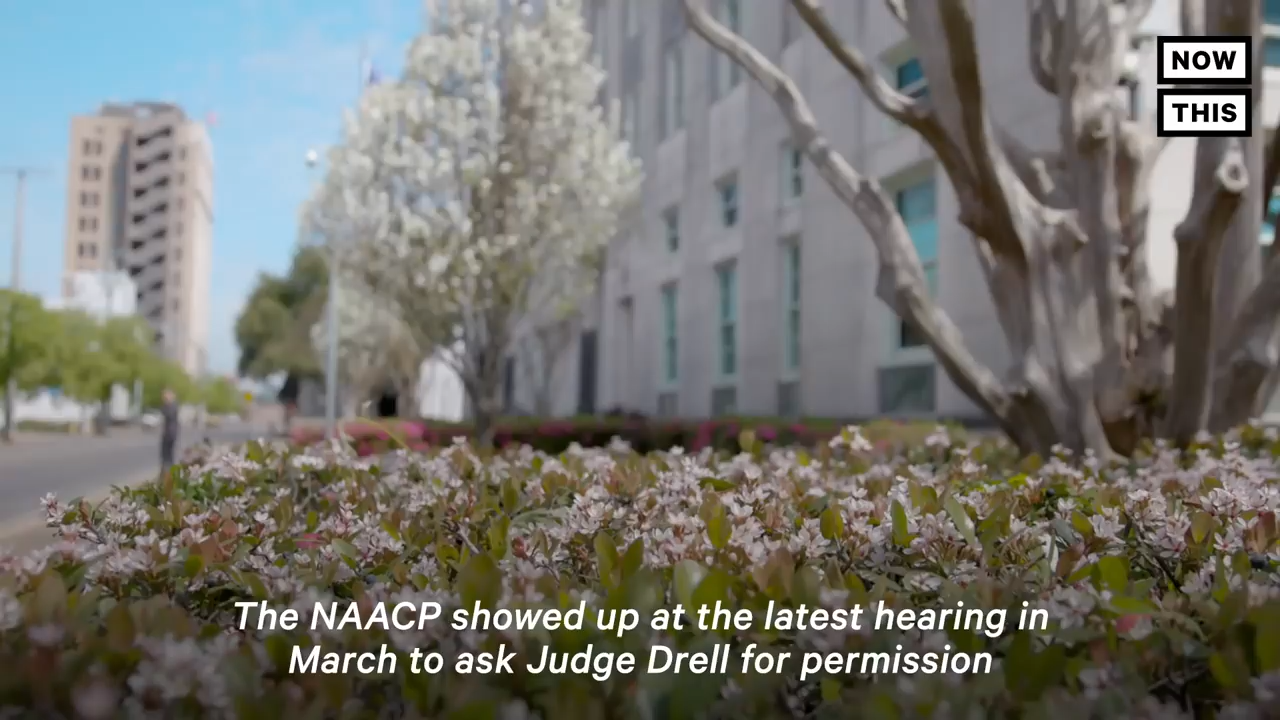 NOW
THIS
The NAACP showed up at the latest hearing in
March to ask Judge Drell for permission